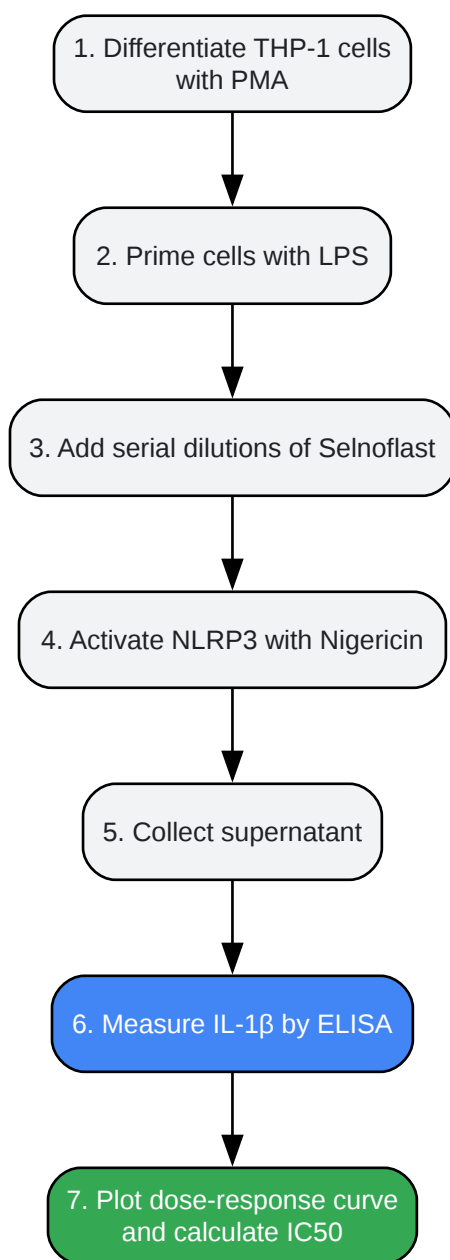 1. Differentiate THP-1 cells
with PMA
2. Prime cells with LPS
3. Add serial dilutions of Selnoflast
4. Activate NLRP3 with Nigericin
5. Collect supernatant
6. Measure IL-1β by ELISA
7. Plot dose-response curve
and calculate IC50